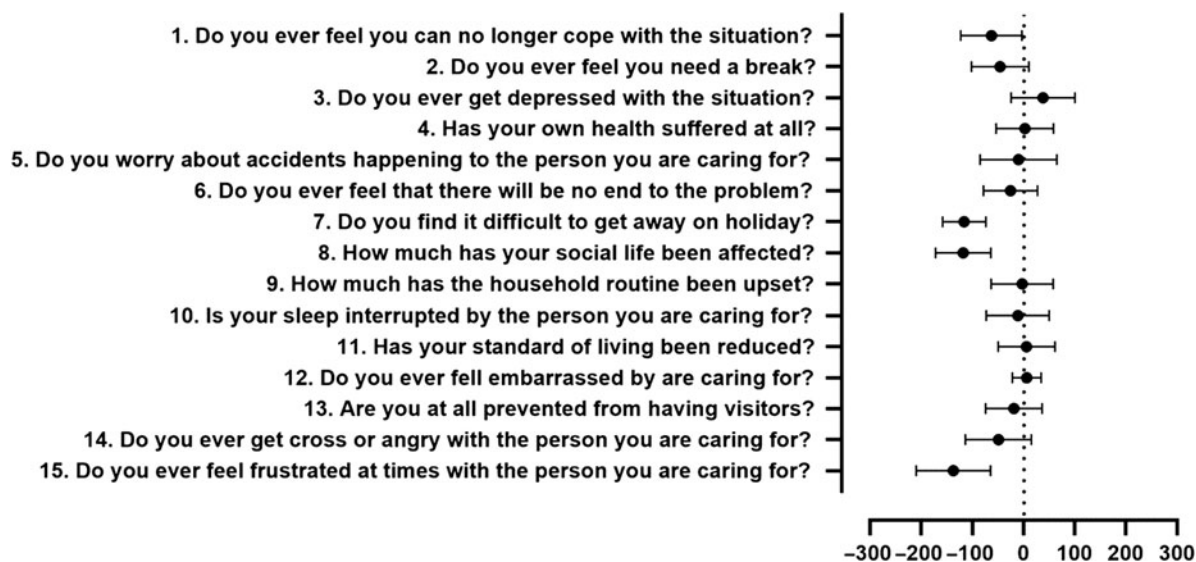 1. Do you ever feel you can no longer cope with the situation?
2. Do you ever feel you need a break?
3. Do you ever get depressed with the situation?
4. Has your own health suffered at all?
5. Do you worry about accidents happening to the person you are caring for?
6. Do you ever feel that there will be no end to the problem?
7. Do you find it difficult to get away on holiday?
8. How much has your social life been affected?
9. How much has the household routine been upset?
10. Is your sleep interrupted by the person you are caring for?
11. Has your standard of living been reduced?
12. Do you ever fell embarrassed by are caring for?
13. Are you at all prevented from having visitors?
14. Do you ever get cross or angry with the person you are caring for?
15. Do you ever feel frustrated at times with the person you are caring for?
−300 −200 −100 0 100 200 300